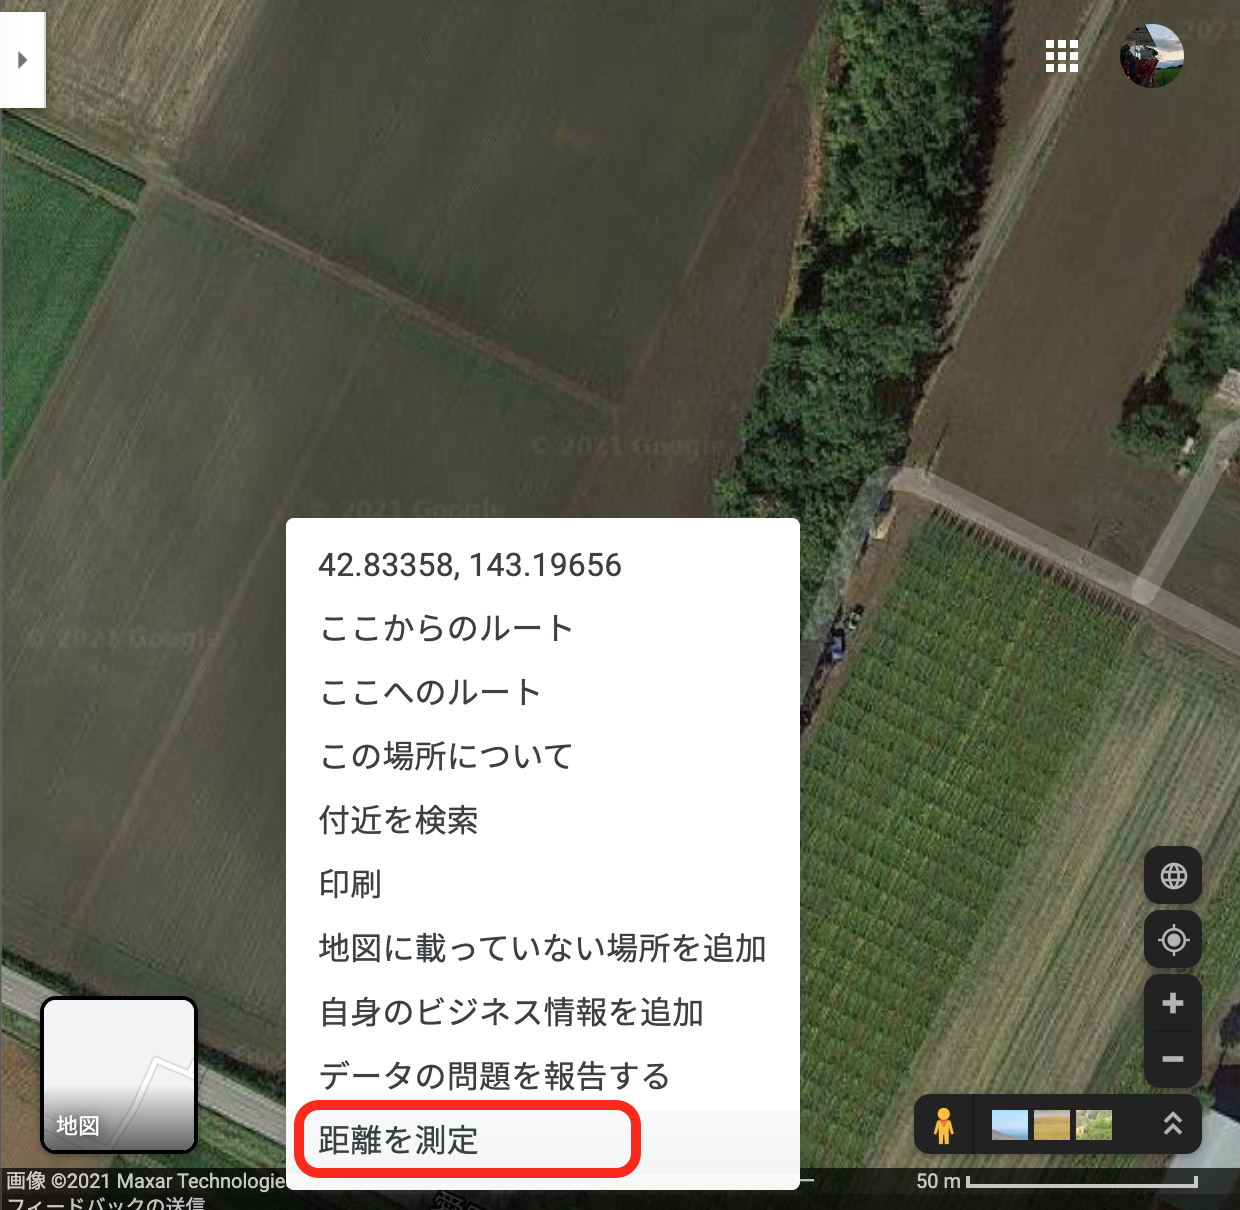 © 2021 Google
© 2021 Google
© 2021 Google
42.83358, 143.19656
ここからのルート
ここへのルート
この場所について
付近を検索
印刷
地図に載っていない場所を追加
自身のビジネス情報を追加
データの問題を報告する
距離を測定
地図
画像 ©2021 Maxar Technologie
50 m
フィードバックの送信